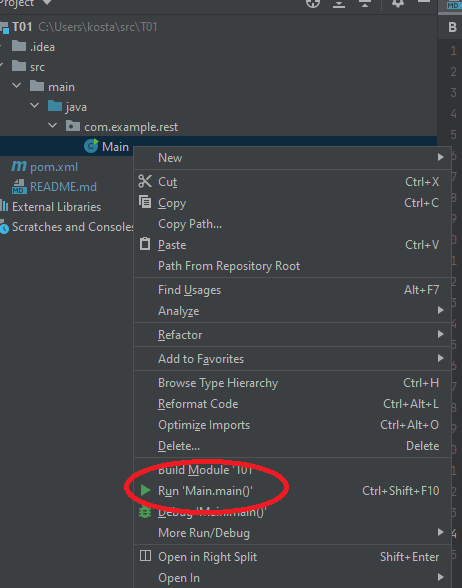 Project
T01 C:\Users\kosta\src\T01
.idea
src
main
java
com.example.rest
Main
pom.xml
README.md
External Libraries
Scratches and Consoles
MD
B
New
Cut Ctrl+X
Copy Ctrl+C
Copy Path...
Paste Ctrl+V
Path From Repository Root
Find Usages Alt+F7
Analyze
Refactor
Add to Favorites
Browse Type Hierarchy Ctrl+H
Reformat Code Ctrl+Alt+L
Optimize Imports Ctrl+Alt+O
Delete... Delete
Build Module 'T01'
Run 'Main.main()' Ctrl+Shift+F10
Debug 'Main.main()'
More Run/Debug
Open in Right Split Shift+Enter
Open In